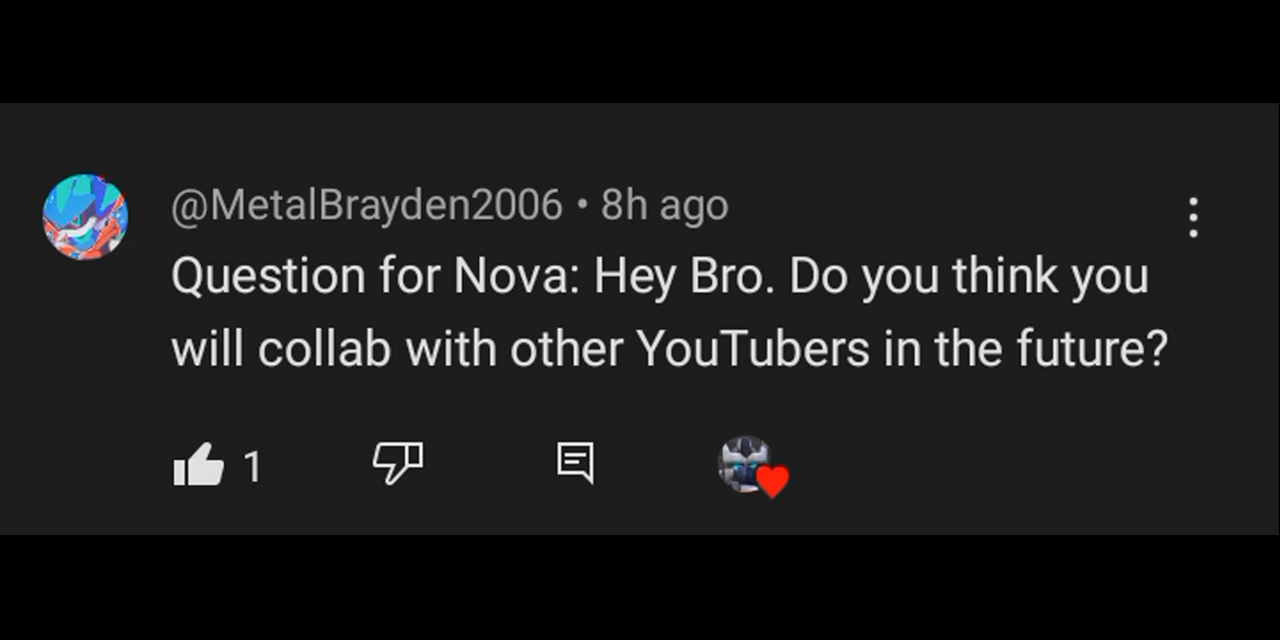 @MetalBrayden2006 • 8h ago
Question for Nova: Hey Bro. Do you think you
will collab with other YouTubers in the future?
1